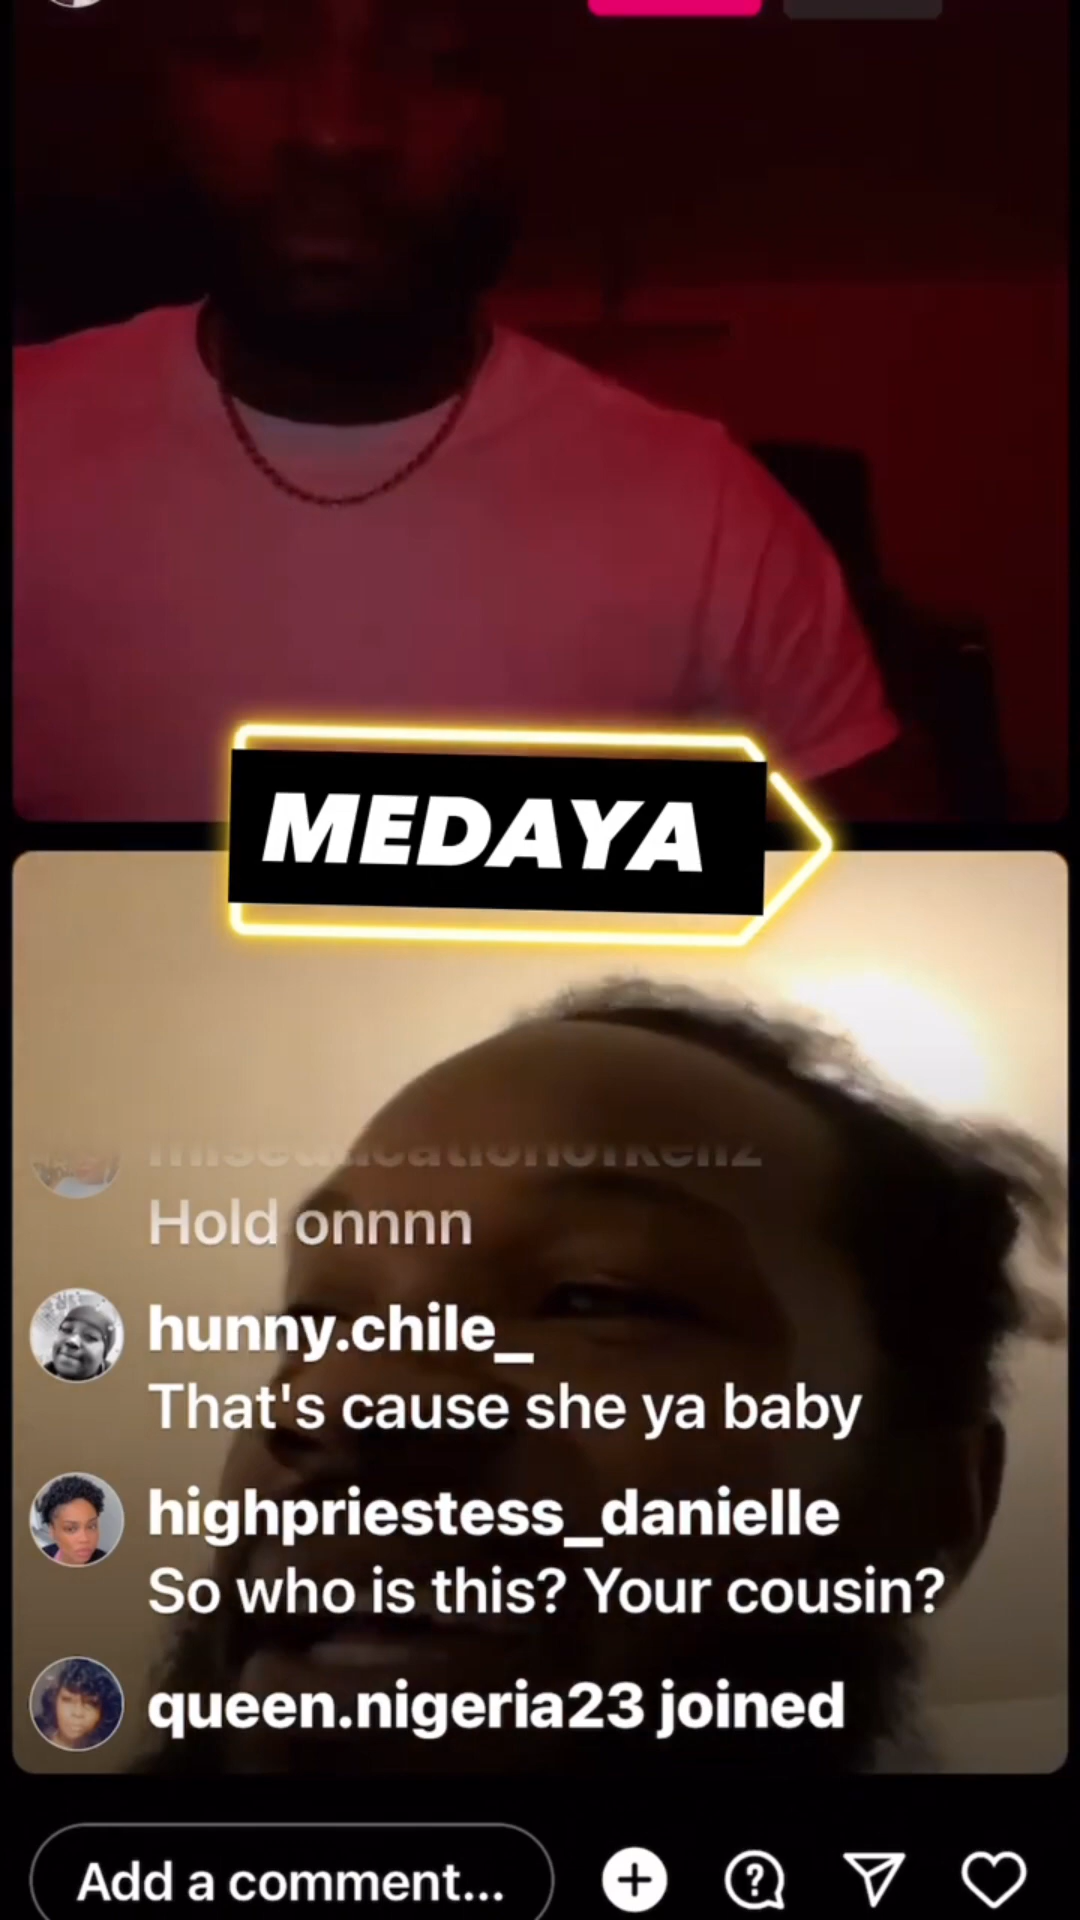 MEDAYA
miseducationofkellz
Hold onnnn
hunny.chile_
That's cause she ya baby
highpriestess_danielle
So who is this? Your cousin?
queen.nigeria23 joined
Add a comment...